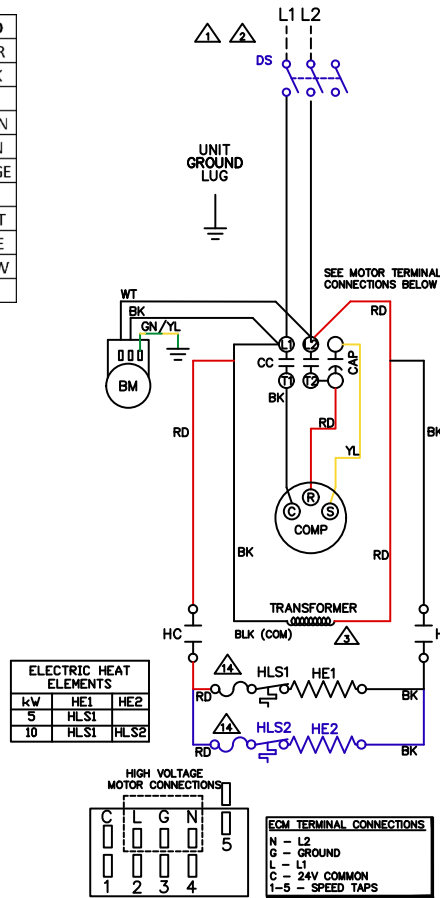 L1 L2
1 2
DS
O
R
K
N
N
GE
T
E
W
UNIT
GROUND
LUG
SEE MOTOR TERMINAL
CONNECTIONS BELOW
WT
BK
GN/YL
RD
L1 L2
CC
CAP
BM
T1 T2
BK
RD
RD
BK
YL
R
C S
COMP
BK
RD
TRANSFORMER
HC
BLK (COM)
3
H
ELECTRIC HEAT
ELEMENTS
kW HE1 HE2
5 HLS1
10 HLS1 HLS2
14
HLS1 HE1
RD BK
14
HLS2 HE2
RD BK
HIGH VOLTAGE
MOTOR CONNECTIONS
C L G N
5
1 2 3 4
ECM TERMINAL CONNECTIONS
N - L2
G - GROUND
L - L1
C - 24V COMMON
1-5 - SPEED TAPS